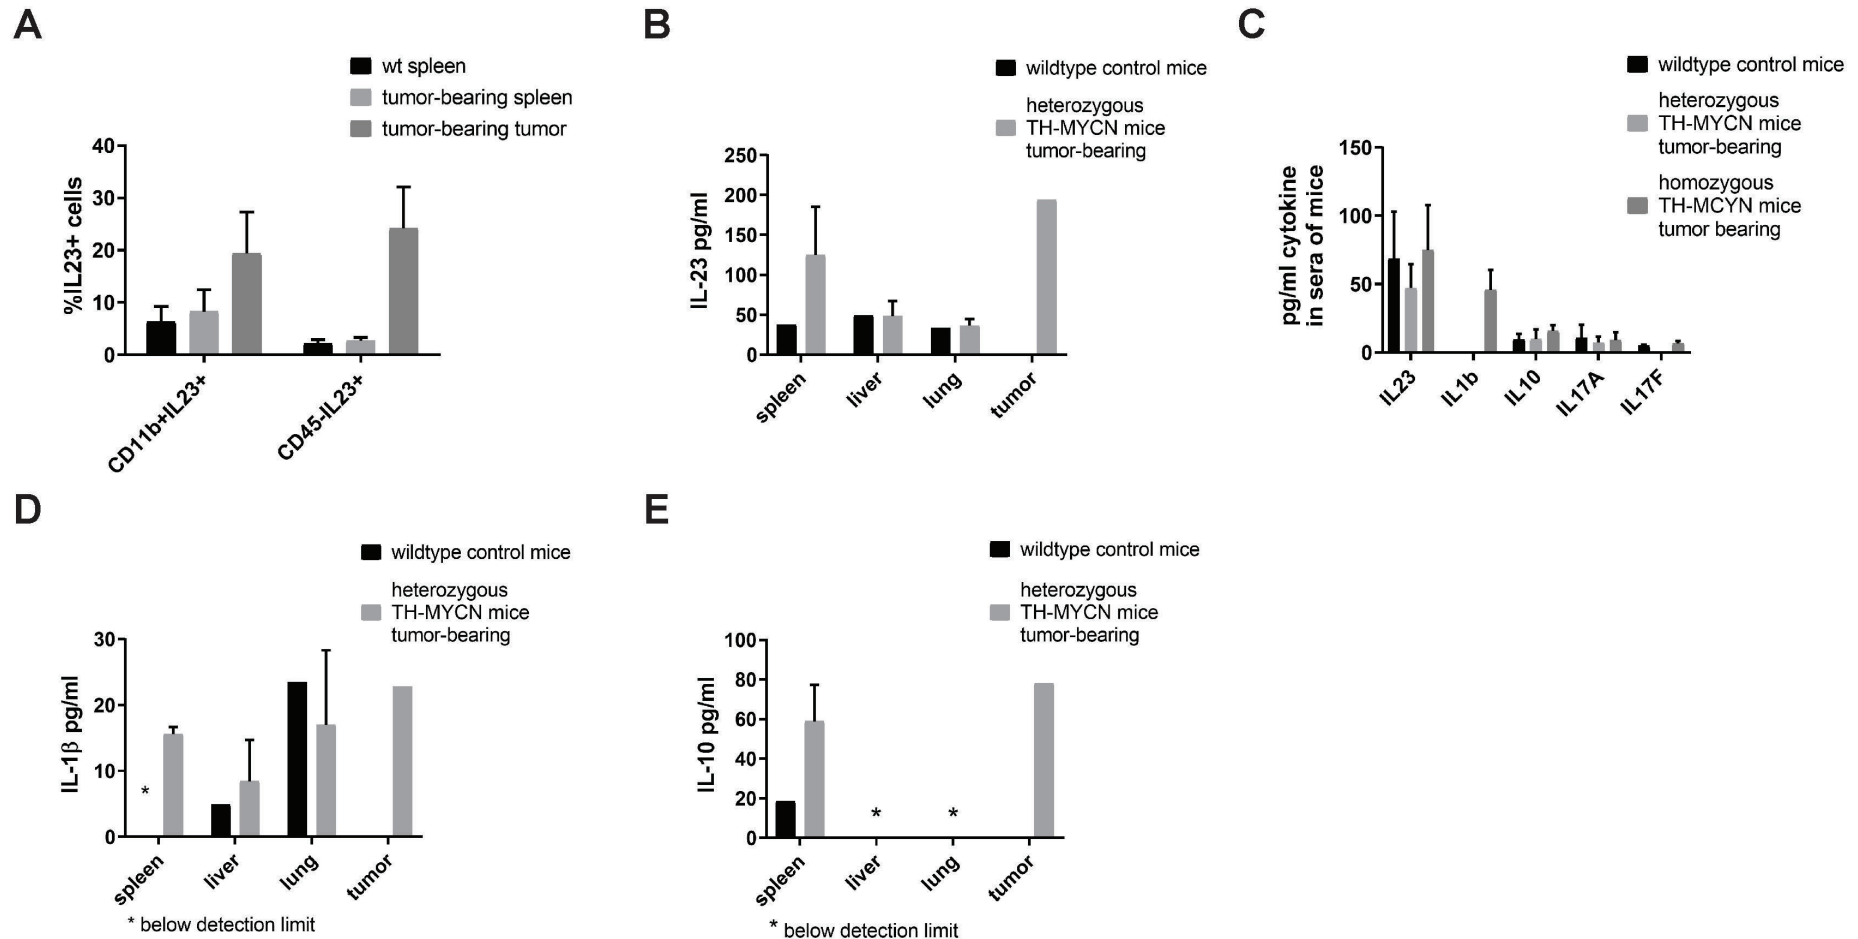 A
wt spleen
tumor-bearing spleen
tumor-bearing tumor
%IL23+ cells
40
30
20
10
0
CD11b+IL23+
CD45-IL23+
B
wildtype control mice
heterozygous
TH-MYCN mice
tumor-bearing
IL-23 pg/ml
250
200
150
100
50
0
spleen
liver
lung
tumor
C
wildtype control mice
heterozygous
TH-MYCN mice
tumor-bearing
homozygous
TH-MCYN mice
tumor bearing
pg/ml cytokine
in sera of mice
150
100
50
0
IL23
IL1b
IL10
IL17A
IL17F
D
wildtype control mice
heterozygous
TH-MYCN mice
tumor-bearing
IL-1β pg/ml
30
20
10
0
*
spleen
liver
lung
tumor
* below detection limit
E
wildtype control mice
heterozygous
TH-MYCN mice
tumor-bearing
IL-10 pg/ml
100
80
60
40
20
0
* *
spleen
liver
lung
tumor
* below detection limit